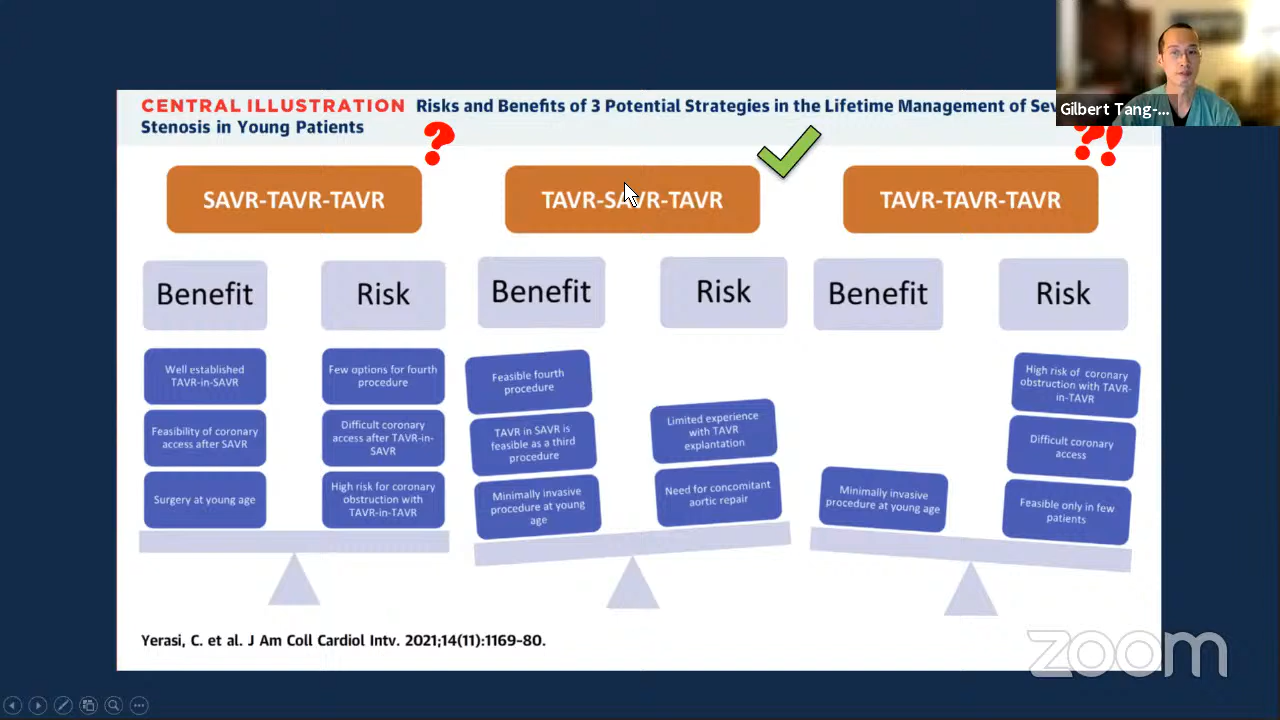 CENTRAL ILLUSTRATION Risks and Benefits of 3 Potential Strategies in the Lifetime Management of
Stenosis in Young Patients
Gilbert Tang-...
?
?!
SAVR-TAVR-TAVR
TAVR-SAVR-TAVR
TAVR-TAVR-TAVR
Benefit
Risk
Benefit
Risk
Benefit
Risk
Well established
TAVR-in-SAVR
Feasibility of coronary
access after SAVR
Surgery at young age
Few options for fourth
procedure
Difficult coronary
access after TAVR-in-
SAVR
High risk for coronary
obstruction with
TAVR-in-TAVR
Feasible fourth
procedure
TAVR in SAVR is
feasible as a third
procedure
Minimally invasive
procedure at young
age
Limited experience
with TAVR
explantation
Need for concomitant
aortic repair
Minimally invasive
procedure at young age
High risk of coronary
obstruction with TAVR-
in-TAVR
Difficult coronary
access
Feasible only in few
patients
Yerasi, C. et al. J Am Coll Cardiol Intv. 2021;14(11):1169-80.
zoom